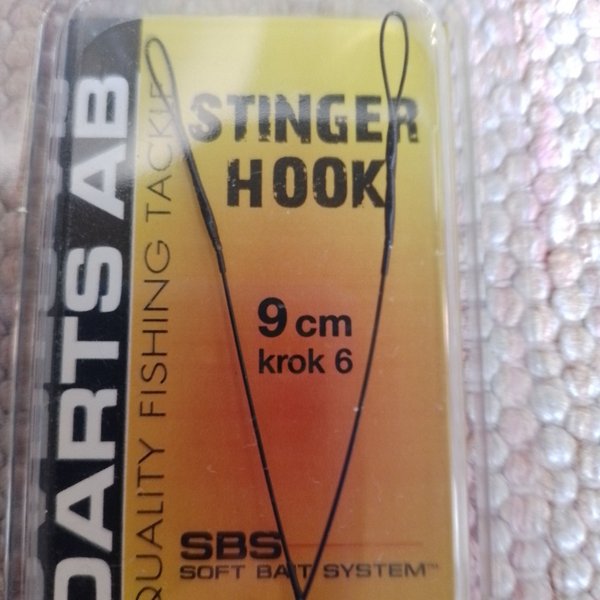 DARTS AB
QUALITY FISHING TACKLE
STINGER
HOOK
9 cm
krok 6
SBS
SOFT BAIT SYSTEM™